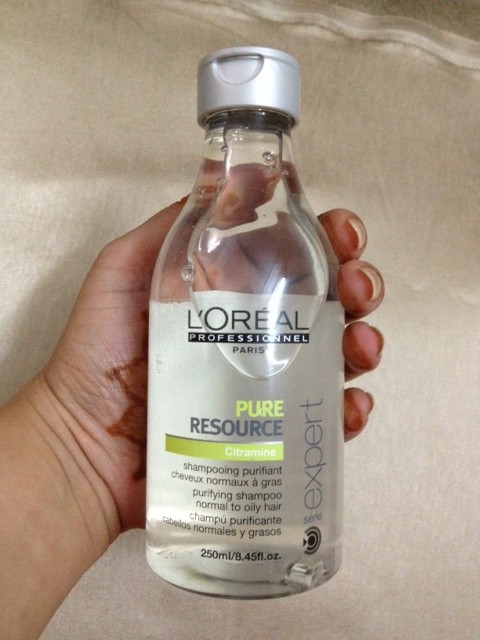 L'ORÉAL
PROFESSIONNEL
PARIS
PURE
RESOURCE
Citramine
shampooing purifiant
cheveux normaux à gras
purifying shampoo
normal to oily hair
champú purificante
cabellos normales y grasos
250ml/8.45fl.oz.
série expert